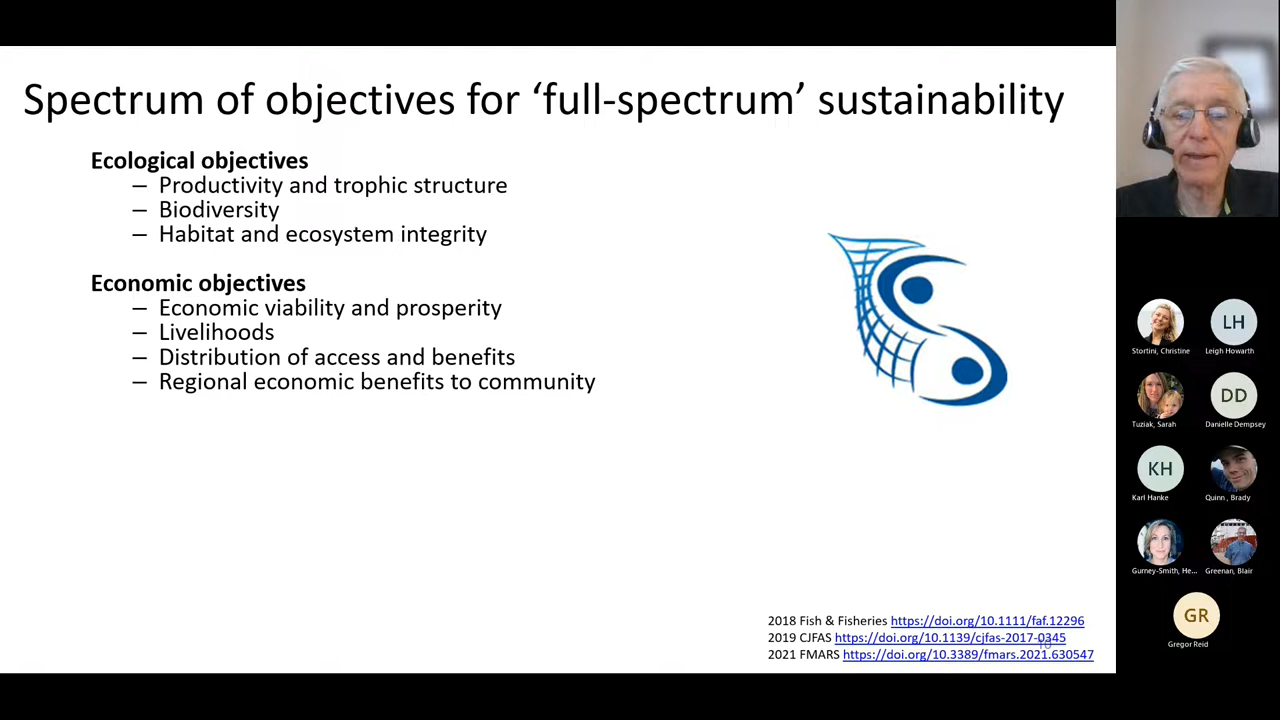 Spectrum of objectives for ‘full-spectrum’ sustainability
Ecological objectives
– Productivity and trophic structure
– Biodiversity
– Habitat and ecosystem integrity
Economic objectives
– Economic viability and prosperity
– Livelihoods
– Distribution of access and benefits
– Regional economic benefits to community
2018 Fish & Fisheries https://doi.org/10.1111/faf.12296
2019 CJFAS https://doi.org/10.1139/cjfas-2017-0345
2021 FMARS https://doi.org/10.3389/fmars.2021.630547
LH
Stortini, Christine
Leigh Howarth
DD
Tuziak, Sarah
Danielle Dempsey
KH
Karl Hanke
Quinn , Brady
Gurney-Smith, He...
Greenan, Blair
GR
Gregor Reid